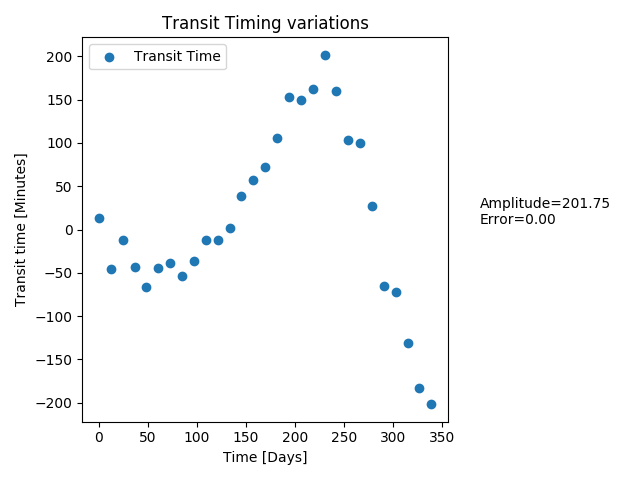 Transit Timing variations
Transit Time
200
150
100
50
0
−50
−100
−150
−200
Transit time [Minutes]
0 50 100 150 200 250 300 350
Time [Days]
Amplitude=201.75
Error=0.00